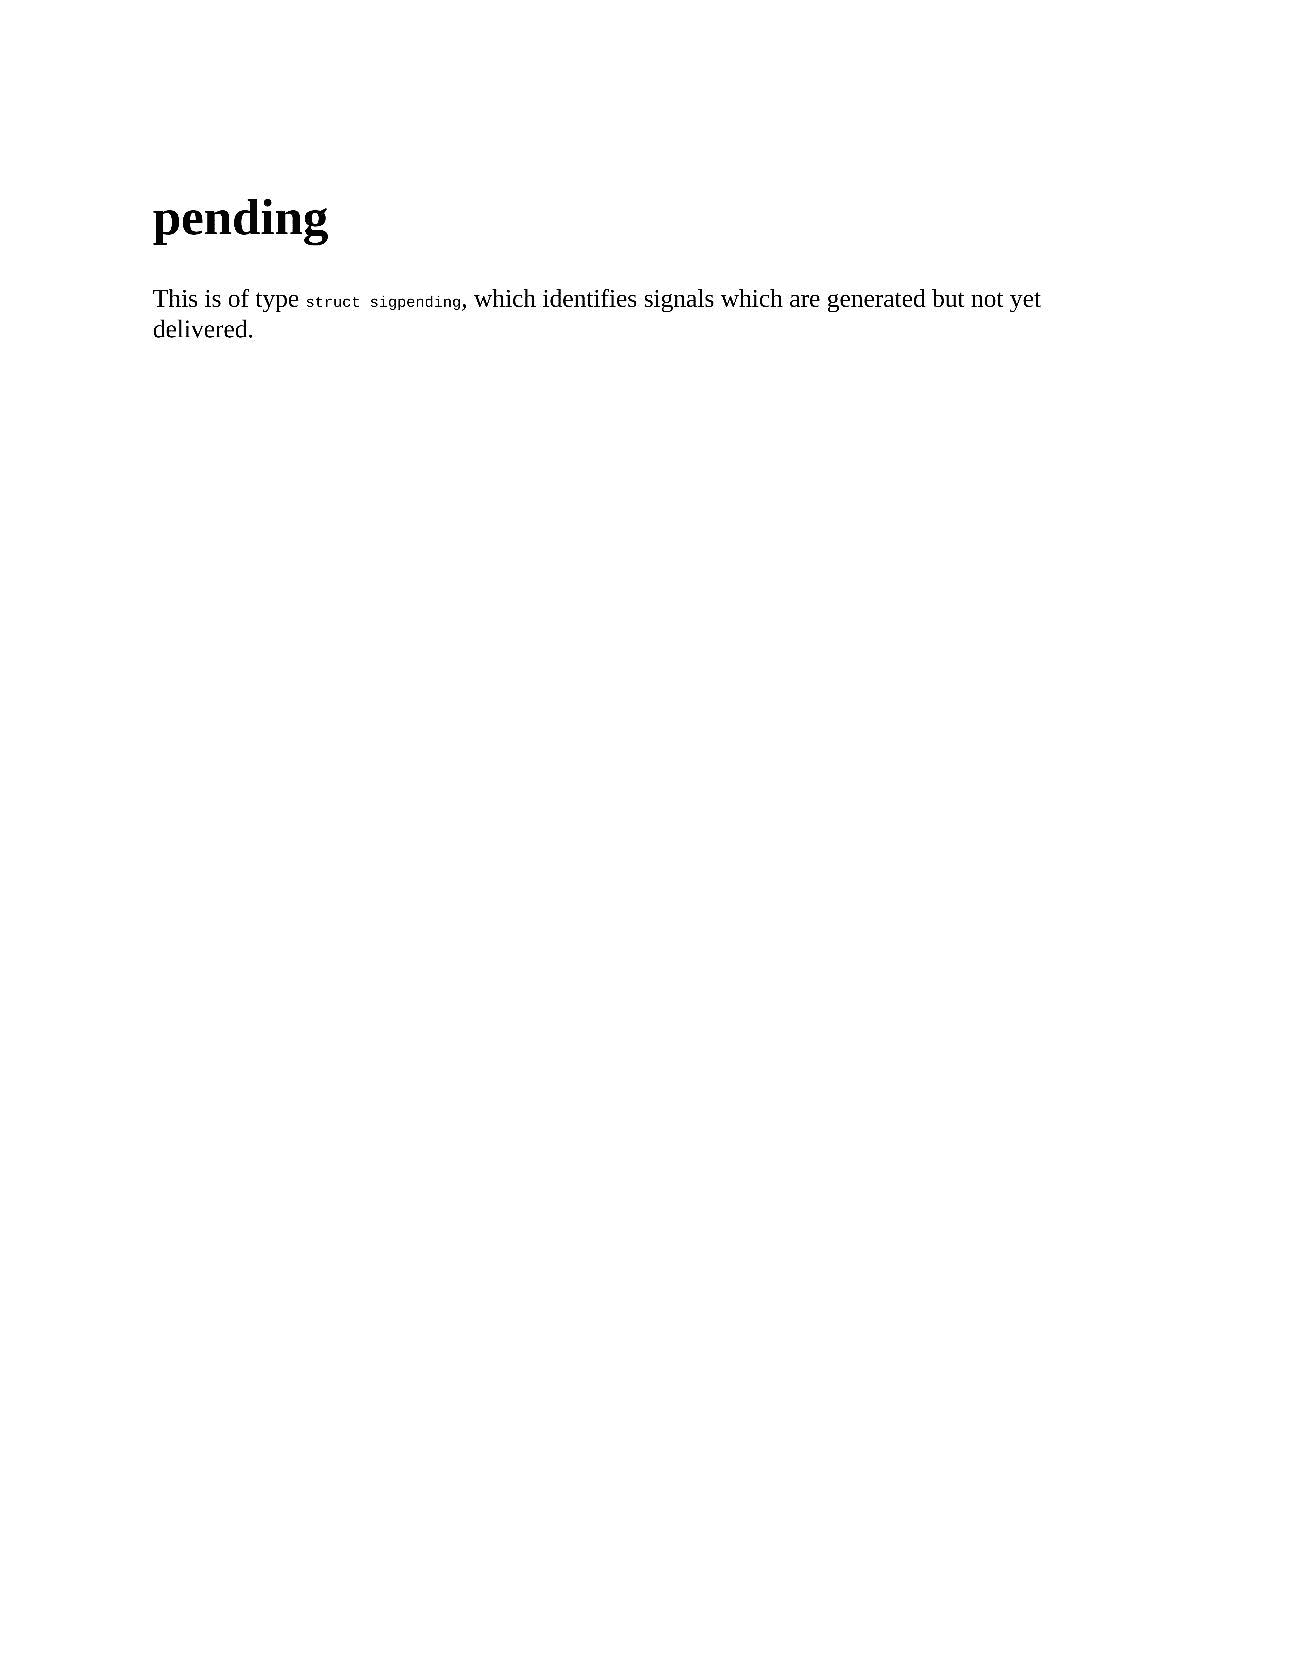 pending
This is of type struct sigpending, which identifies signals which are generated but not yet
delivered.